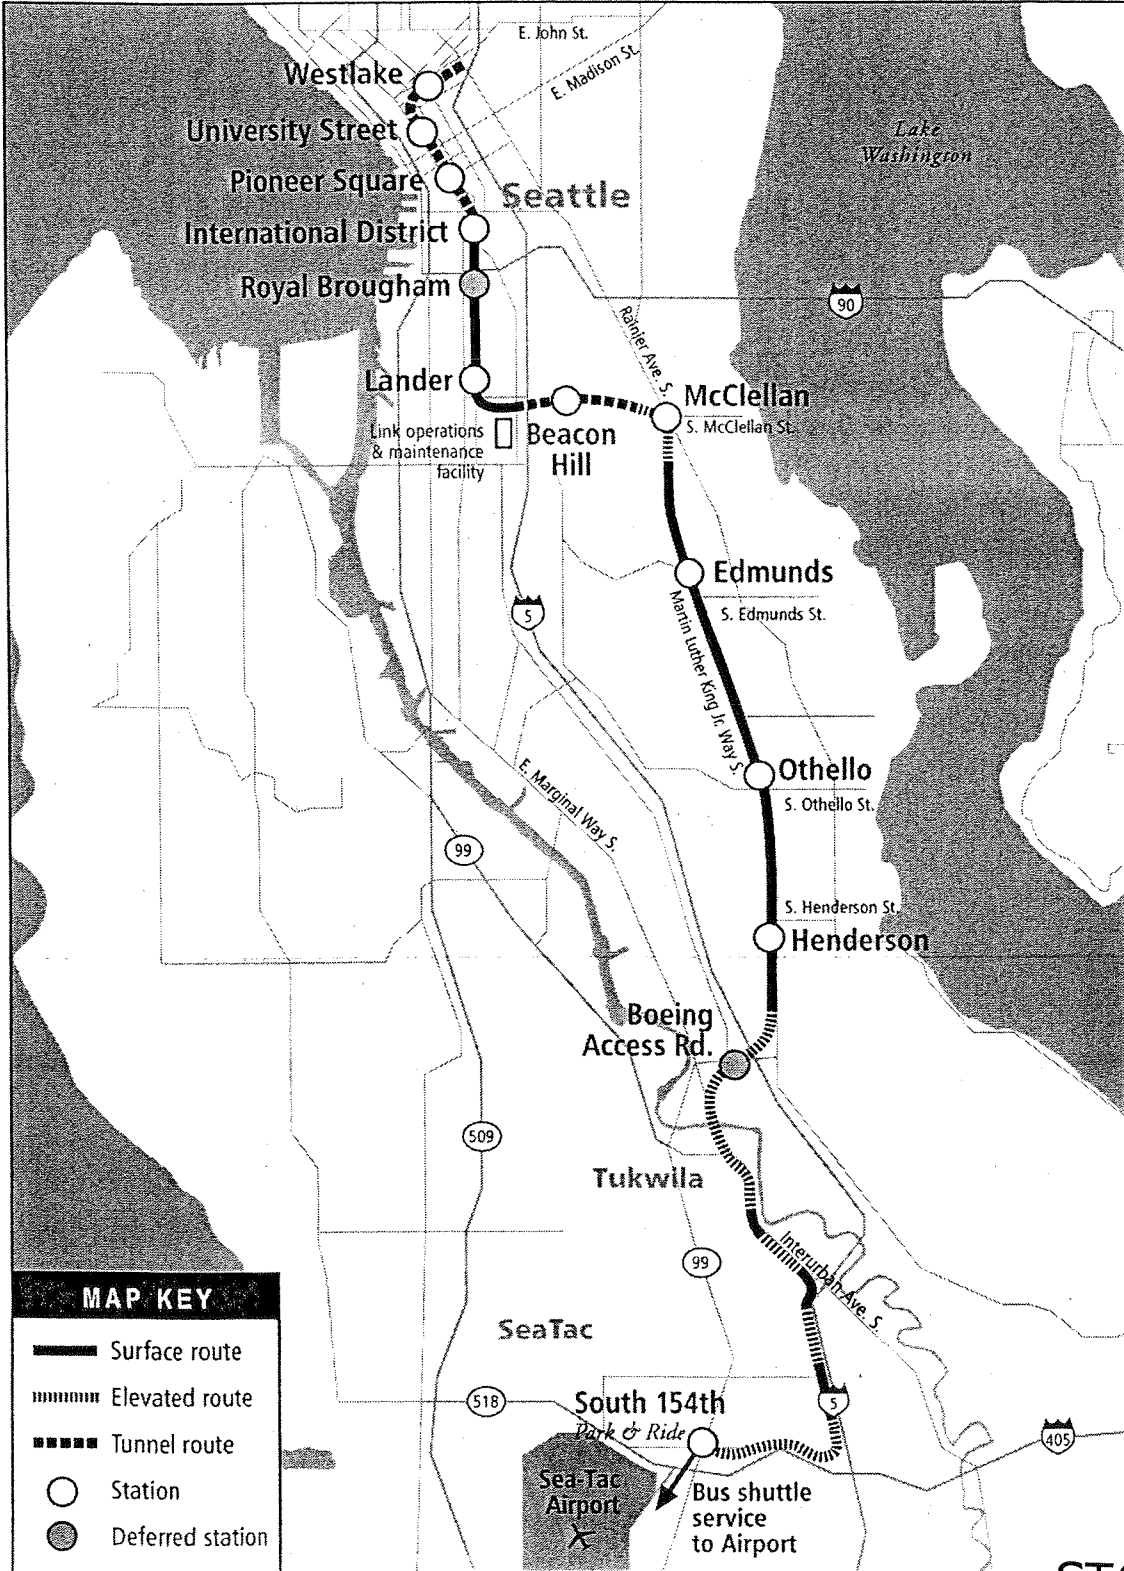 E. John St.
Westlake
E. Madison St.
University Street
Lake
Washington
Pioneer Square
Seattle
International District
Royal Brougham
90
Rainier Ave. S.
Lander
McClellan
S. McClellan St.
Link operations
& maintenance
facility
Beacon
Hill
Edmunds
S. Edmunds St.
5
Martin Luther King Jr. Way S.
Othello
S. Othello St.
E. Marginal Way S.
99
S. Henderson St.
Henderson
Boeing
Access Rd.
509
Tukwila
99
Interurban Ave. S.
MAP KEY
Surface route
Elevated route
Tunnel route
Station
Deferred station
SeaTac
518
South 154th
Park & Ride
5
405
Sea-Tac
Airport
Bus shuttle
service
to Airport